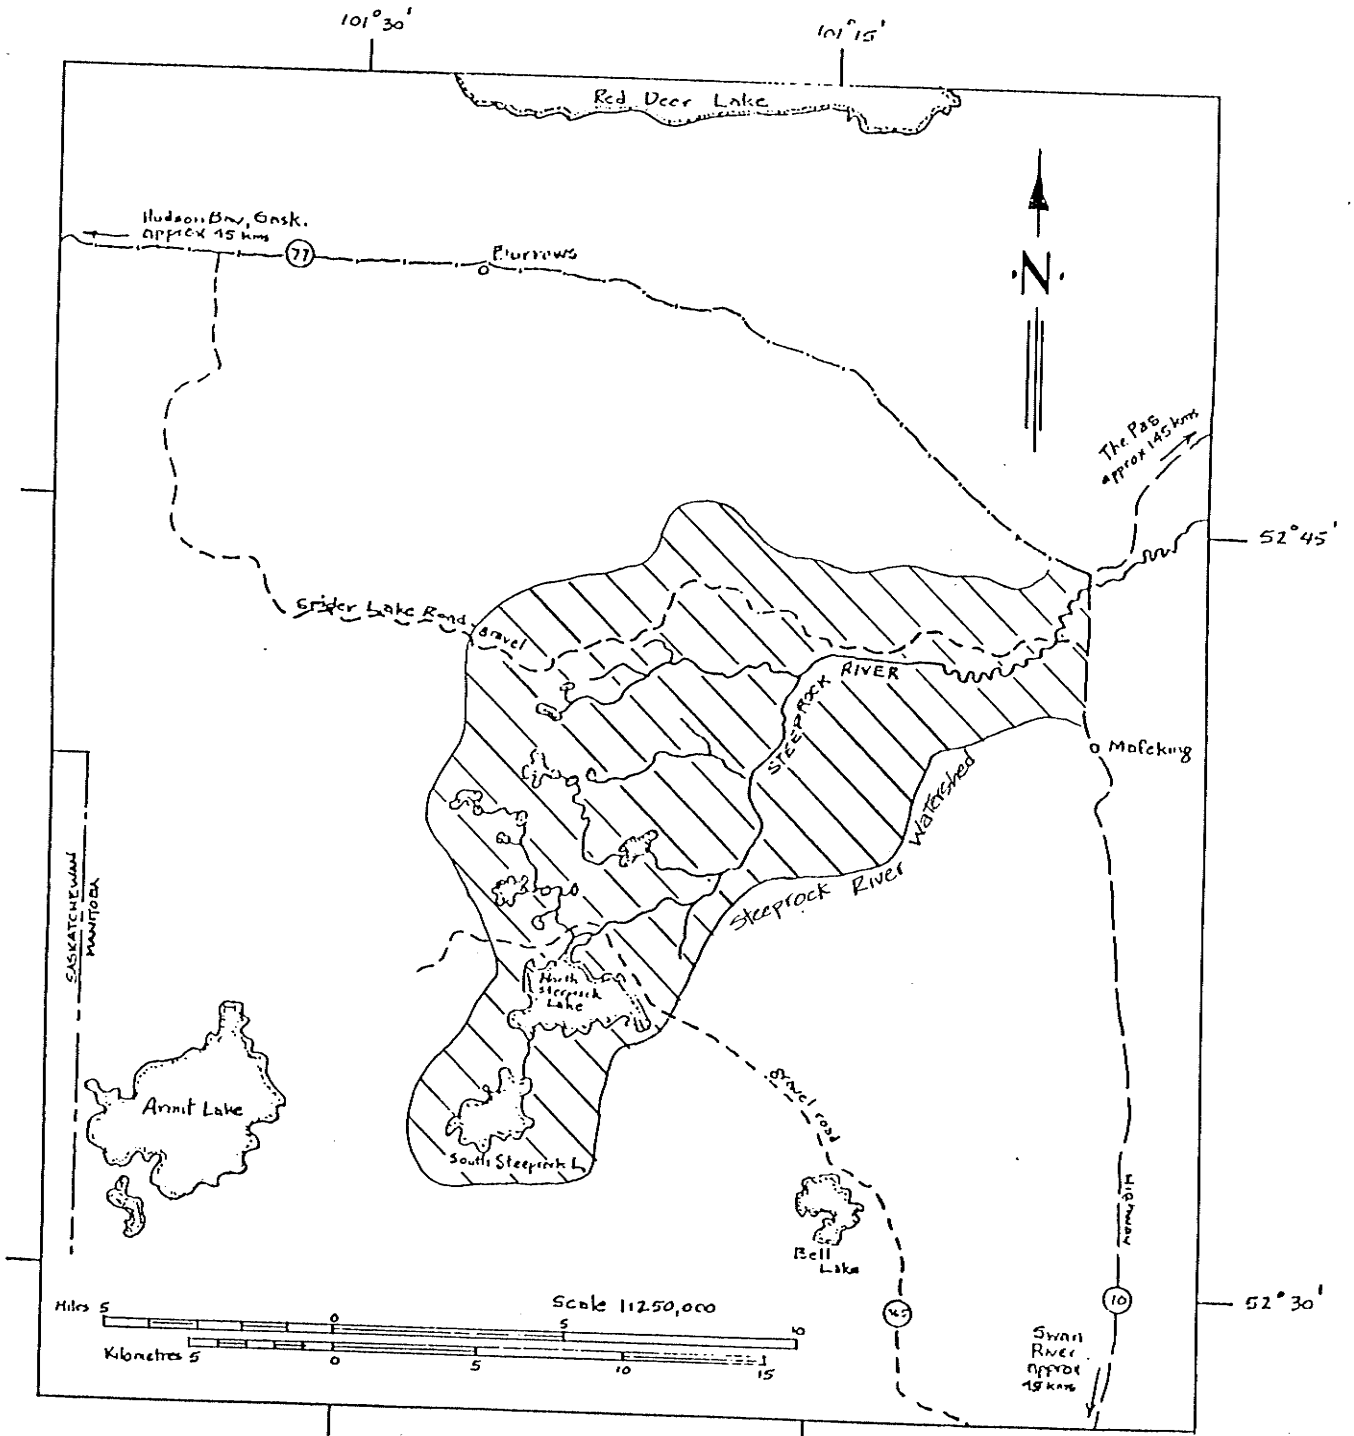 101°30'
101°15'
Red Deer Lake
Hudson Bay, Sask.
approx 45 kms
77
Burrows
N
The Pas
approx 145 kms
52°45'
Grider Lake Road
gravel
STEEPROCK
RIVER
Mafeking
Steeprock River Watershed
SASKATCHEWAN
MANITOBA
North
Steeprock
Lake
Armit Lake
South Steeprock L
gravel road
Bell
Lake
HIGHWAY
10
52°30'
Miles 5 0 5 10
Scale 1:250,000
Kilometres 5 0 5 10 15
Swan
River
approx
45 kms